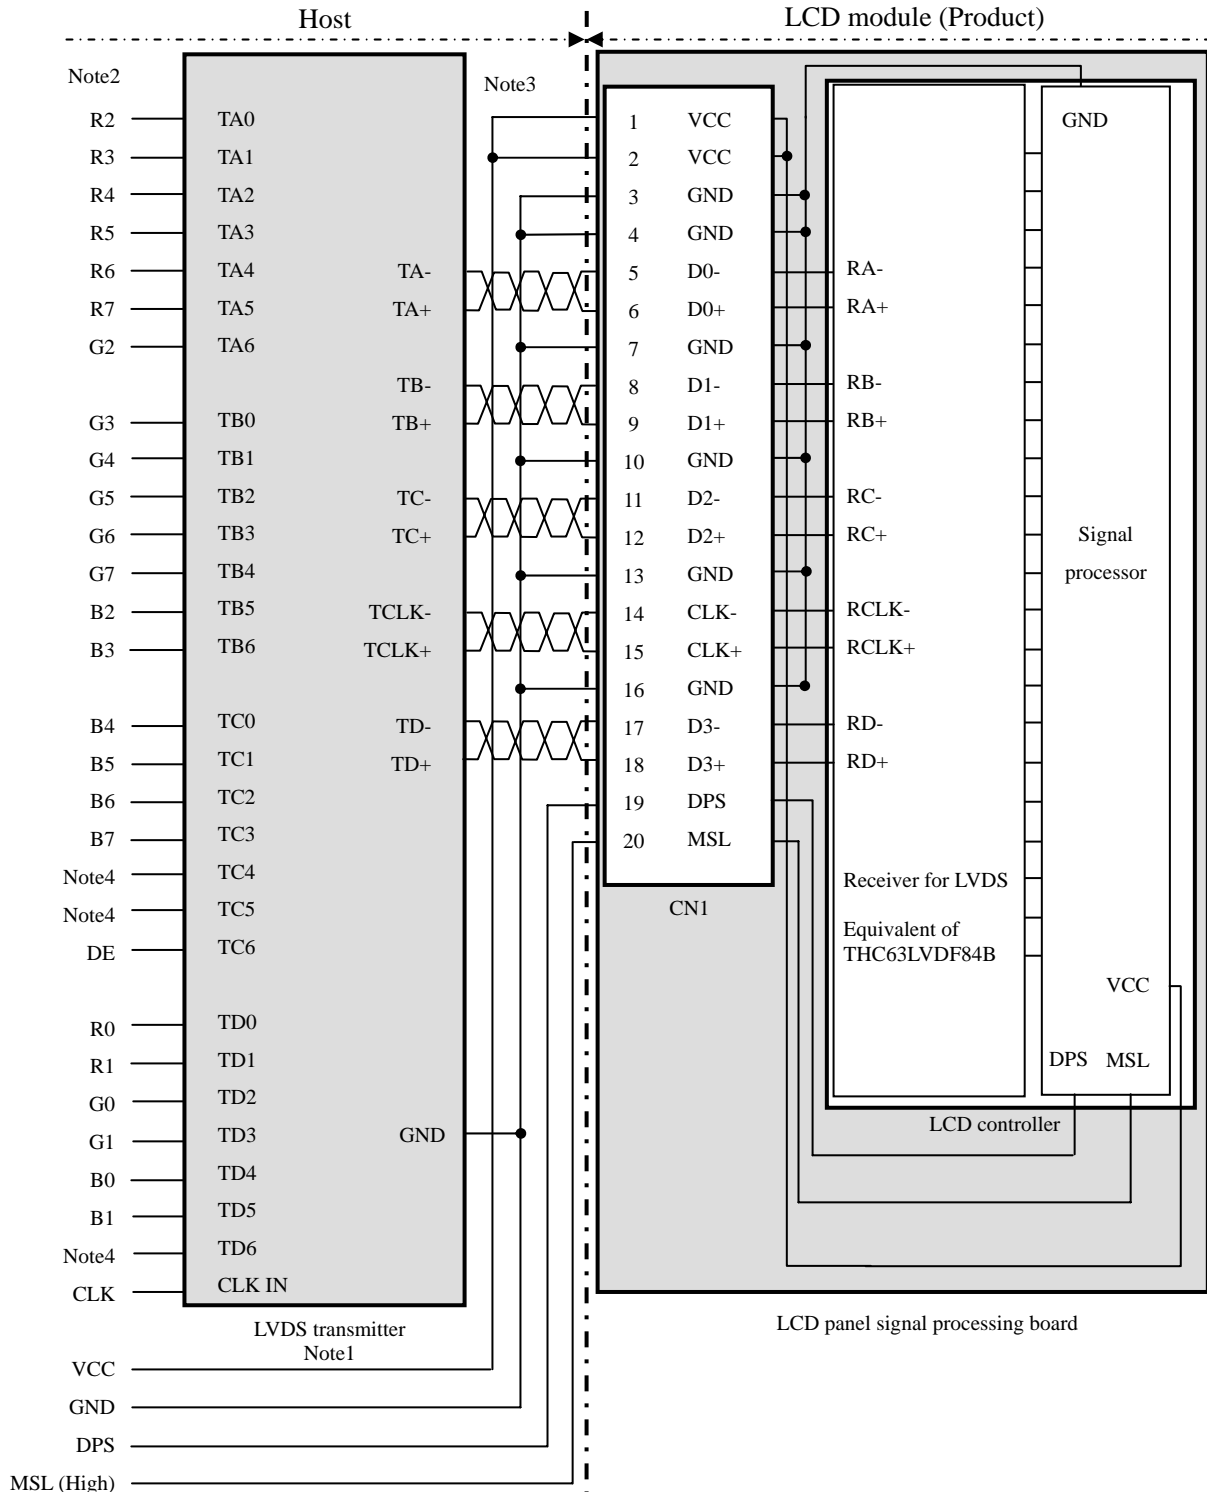 Host
LCD module (Product)
Note2
Note3
R2 TA0
R3 TA1
R4 TA2
R5 TA3
R6 TA4 TA-
R7 TA5 TA+
G2 TA6
TB-
G3 TB0 TB+
G4 TB1
G5 TB2 TC-
G6 TB3 TC+
G7 TB4
B2 TB5 TCLK-
B3 TB6 TCLK+
B4 TC0 TD-
B5 TC1 TD+
B6 TC2
B7 TC3
Note4 TC4
Note4 TC5
DE TC6
R0 TD0
R1 TD1
G0 TD2
G1 TD3 GND
B0 TD4
B1 TD5
Note4 TD6
CLK CLK IN
LVDS transmitter
Note1
VCC
GND
DPS
MSL (High)
1 VCC
2 VCC
3 GND
4 GND
5 D0- RA-
6 D0+ RA+
7 GND
8 D1- RB-
9 D1+ RB+
10 GND
11 D2- RC-
12 D2+ RC+
13 GND
14 CLK- RCLK-
15 CLK+ RCLK+
16 GND
17 D3- RD-
18 D3+ RD+
19 DPS
20 MSL
CN1
Receiver for LVDS
Equivalent of
THC63LVDF84B
GND
Signal
processor
VCC
DPS MSL
LCD controller
LCD panel signal processing board